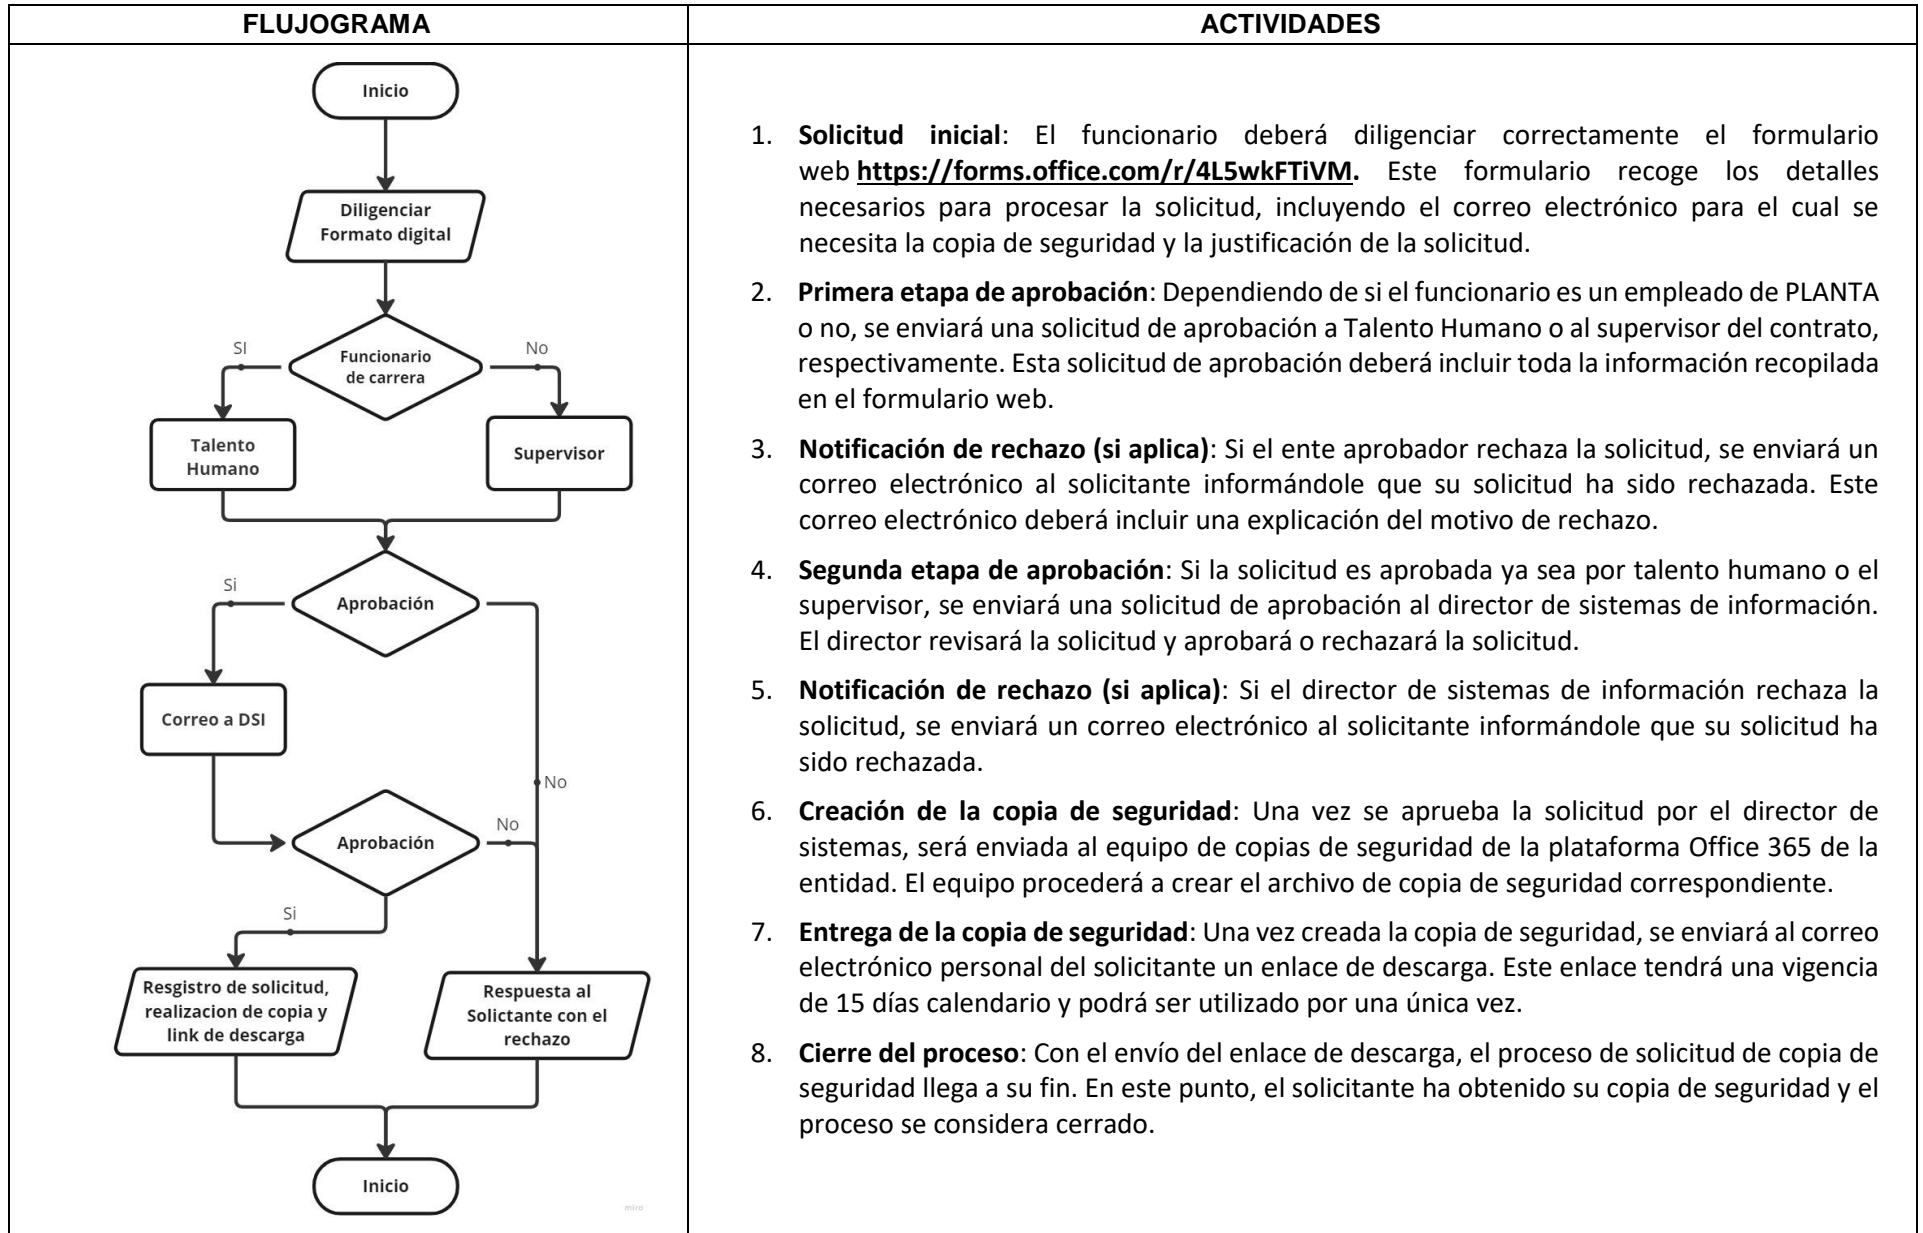 FLUJOGRAMA
ACTIVIDADES
Inicio
Diligenciar
Formato digital
Funcionario
de carrera
SI
No
Talento
Humano
Supervisor
Aprobación
Si
No
Correo a DSI
Aprobación
No
Si
Resgistro de solicitud,
realizacion de copia y
link de descarga
Respuesta al
Solictante con el
rechazo
Inicio
miro
1. Solicitud inicial: El funcionario deberá diligenciar correctamente el formulario
web https://forms.office.com/r/4L5wkFTiVM. Este formulario recoge los detalles
necesarios para procesar la solicitud, incluyendo el correo electrónico para el cual se
necesita la copia de seguridad y la justificación de la solicitud.
2. Primera etapa de aprobación: Dependiendo de si el funcionario es un empleado de PLANTA
o no, se enviará una solicitud de aprobación a Talento Humano o al supervisor del contrato,
respectivamente. Esta solicitud de aprobación deberá incluir toda la información recopilada
en el formulario web.
3. Notificación de rechazo (si aplica): Si el ente aprobador rechaza la solicitud, se enviará un
correo electrónico al solicitante informándole que su solicitud ha sido rechazada. Este
correo electrónico deberá incluir una explicación del motivo de rechazo.
4. Segunda etapa de aprobación: Si la solicitud es aprobada ya sea por talento humano o el
supervisor, se enviará una solicitud de aprobación al director de sistemas de información.
El director revisará la solicitud y aprobará o rechazará la solicitud.
5. Notificación de rechazo (si aplica): Si el director de sistemas de información rechaza la
solicitud, se enviará un correo electrónico al solicitante informándole que su solicitud ha
sido rechazada.
6. Creación de la copia de seguridad: Una vez se aprueba la solicitud por el director de
sistemas, será enviada al equipo de copias de seguridad de la plataforma Office 365 de la
entidad. El equipo procederá a crear el archivo de copia de seguridad correspondiente.
7. Entrega de la copia de seguridad: Una vez creada la copia de seguridad, se enviará al correo
electrónico personal del solicitante un enlace de descarga. Este enlace tendrá una vigencia
de 15 días calendario y podrá ser utilizado por una única vez.
8. Cierre del proceso: Con el envío del enlace de descarga, el proceso de solicitud de copia de
seguridad llega a su fin. En este punto, el solicitante ha obtenido su copia de seguridad y el
proceso se considera cerrado.